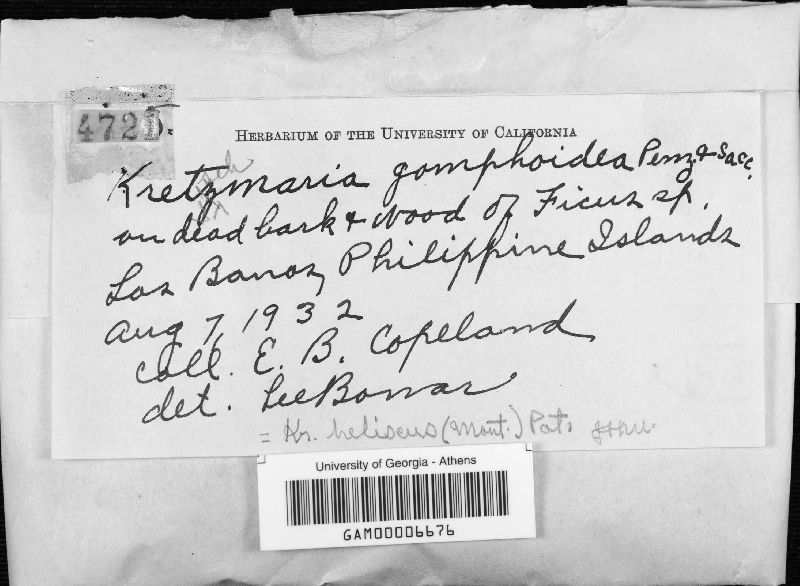 472
HERBARIUM OF THE UNIVERSITY OF CALIFORNIA
Kretzmaria gomphoidea Penz. & Sacc.
on dead bark & wood of Ficus sp.
Los Banos, Philippine Islands
Aug 7, 1932
Coll. E. B. Copeland
det. Lee Bonar
= Kr. heliscus (Mont.) Pat.
University of Georgia - Athens
GAM00006676